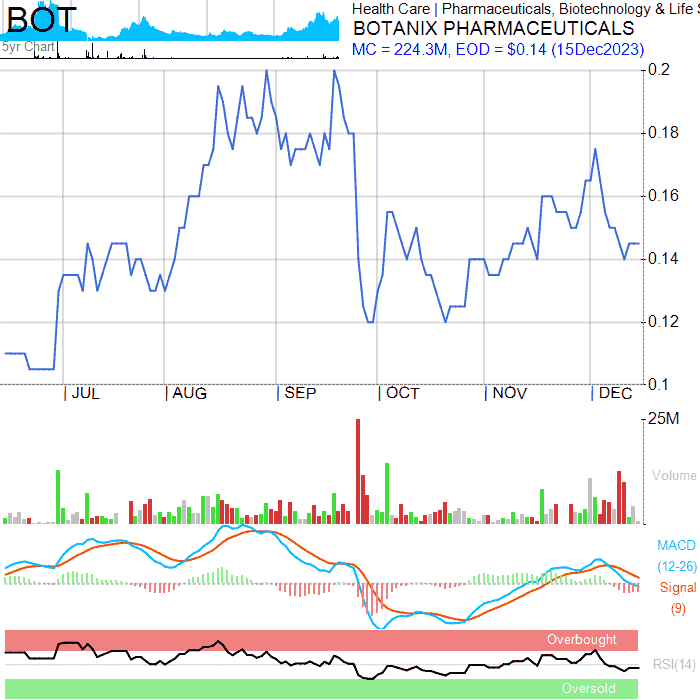 BOT
5yr Chart
Health Care | Pharmaceuticals, Biotechnology & Life S
BOTANIX PHARMACEUTICALS
MC = 224.3M, EOD = $0.14 (15Dec2023)
0.2
0.18
0.16
0.14
0.12
0.1
| JUL | AUG | SEP | OCT | NOV | DEC
25M
Volume
MACD
(12-26)
Signal
(9)
Overbought
RSI(14)
Oversold